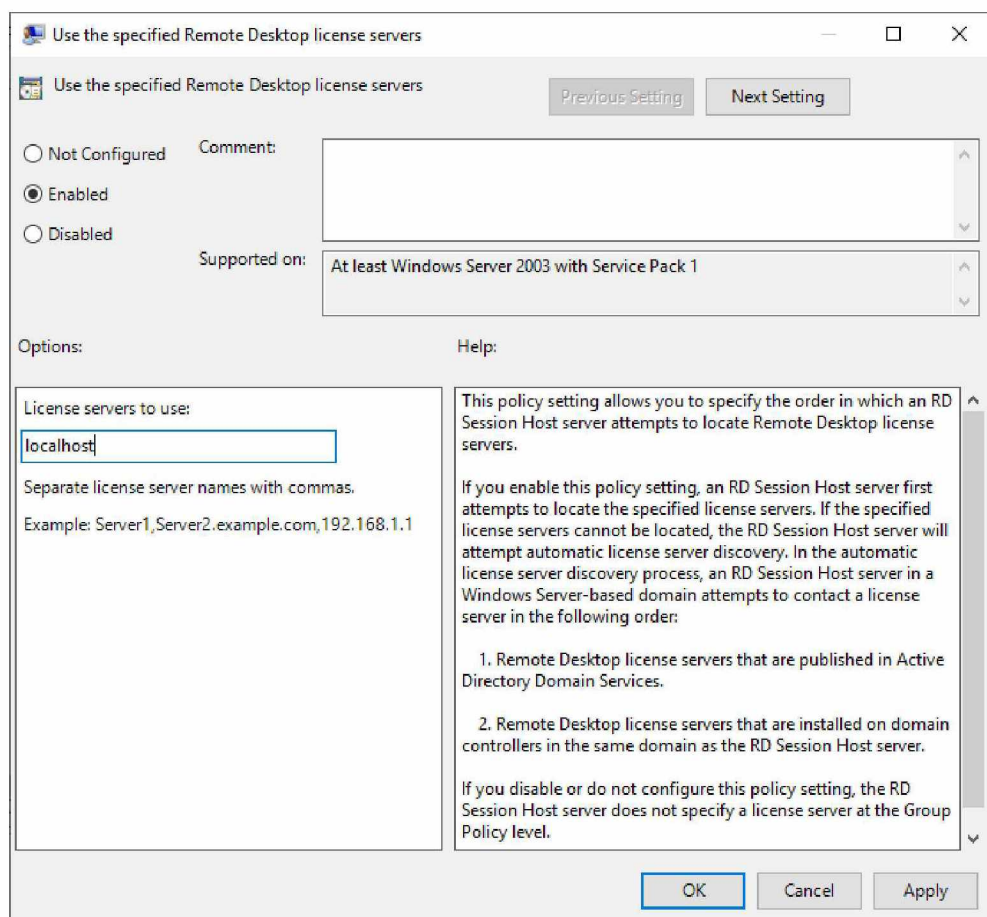 Use the specified Remote Desktop license servers
Use the specified Remote Desktop license servers
Previous Setting
Next Setting
Not Configured
Comment:
Enabled
Disabled
Supported on:
At least Windows Server 2003 with Service Pack 1
Options:
Help:
License servers to use:
localhost
Separate license server names with commas.
Example: Server1,Server2.example.com,192.168.1.1
This policy setting allows you to specify the order in which an RD
Session Host server attempts to locate Remote Desktop license
servers.
If you enable this policy setting, an RD Session Host server first
attempts to locate the specified license servers. If the specified
license servers cannot be located, the RD Session Host server will
attempt automatic license server discovery. In the automatic
license server discovery process, an RD Session Host server in a
Windows Server-based domain attempts to contact a license
server in the following order:
1. Remote Desktop license servers that are published in Active
Directory Domain Services.
2. Remote Desktop license servers that are installed on domain
controllers in the same domain as the RD Session Host server.
If you disable or do not configure this policy setting, the RD
Session Host server does not specify a license server at the Group
Policy level.
OK
Cancel
Apply